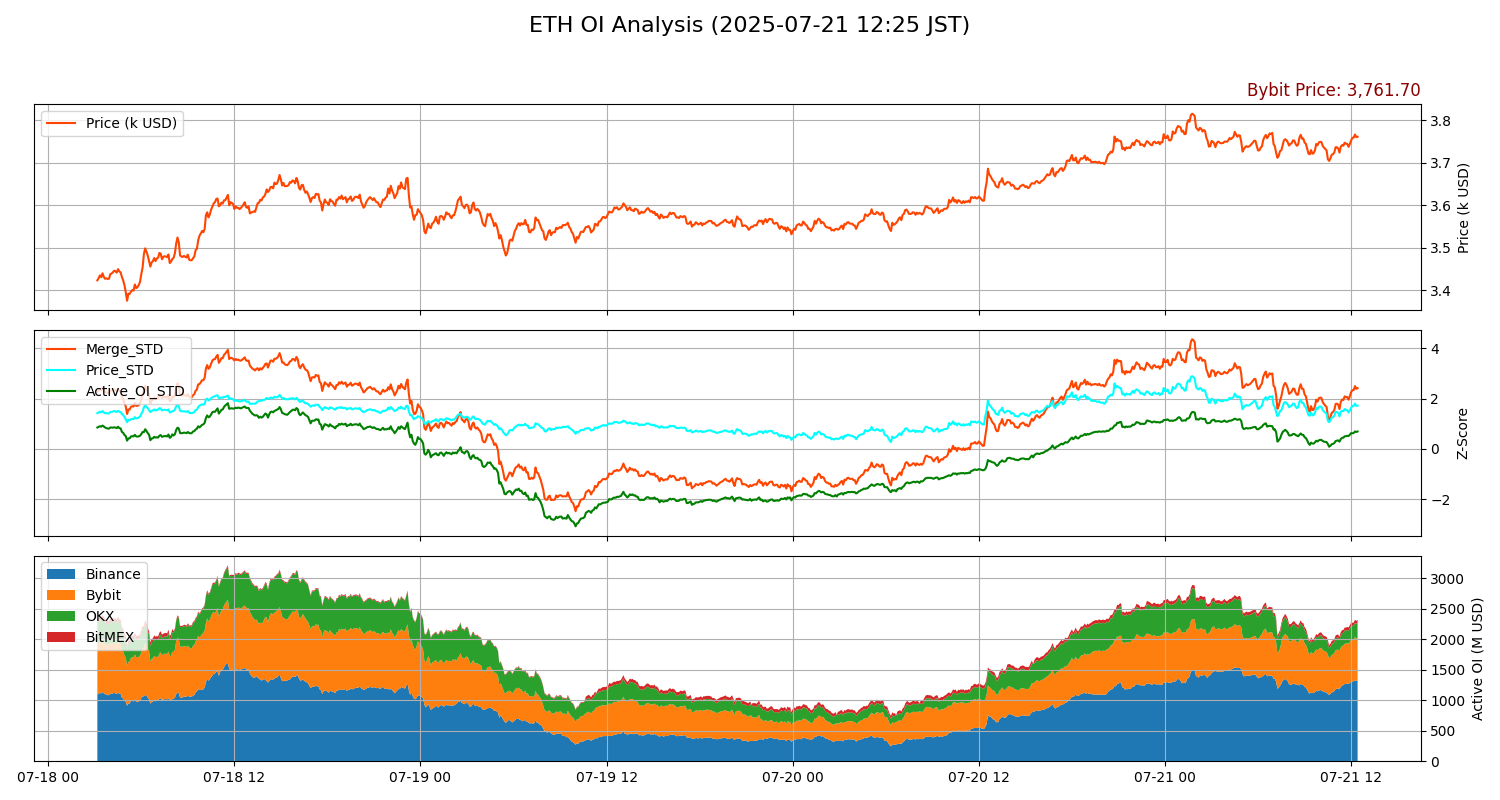 ETH OI Analysis (2025-07-21 12:25 JST)
Bybit Price: 3,761.70
Price (k USD)
3.8
3.7
3.6
3.5
3.4
Price (k USD)
Merge_STD
Price_STD
Active_OI_STD
4
2
0
−2
Z-Score
Binance
Bybit
OKX
BitMEX
3000
2500
2000
1500
1000
500
0
Active OI (M USD)
07-18 00
07-18 12
07-19 00
07-19 12
07-20 00
07-20 12
07-21 00
07-21 12